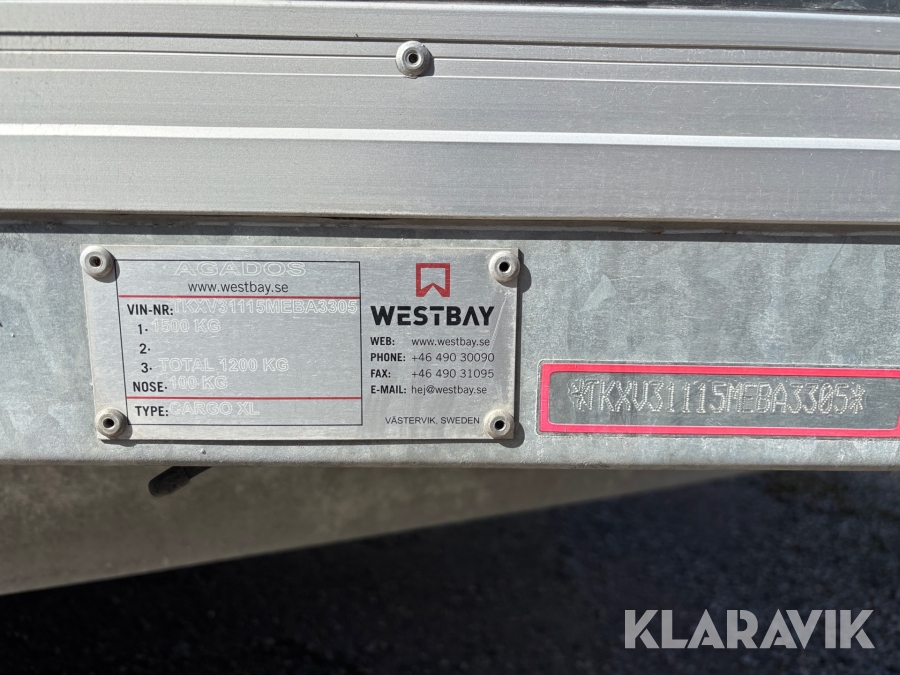 AGADOS
www.westbay.se
VIN-NR: TKXV31115MEBA3305
1· 1500 KG
2·
3· TOTAL 1200 KG
NOSE: 100 KG
TYPE: CARGO XL
WESTBAY
WEB: www.westbay.se
PHONE: +46 490 30090
FAX: +46 490 31095
E-MAIL: hej@westbay.se
VÄSTERVIK, SWEDEN
*TKXV31115MEBA3305*
KLARAVIK